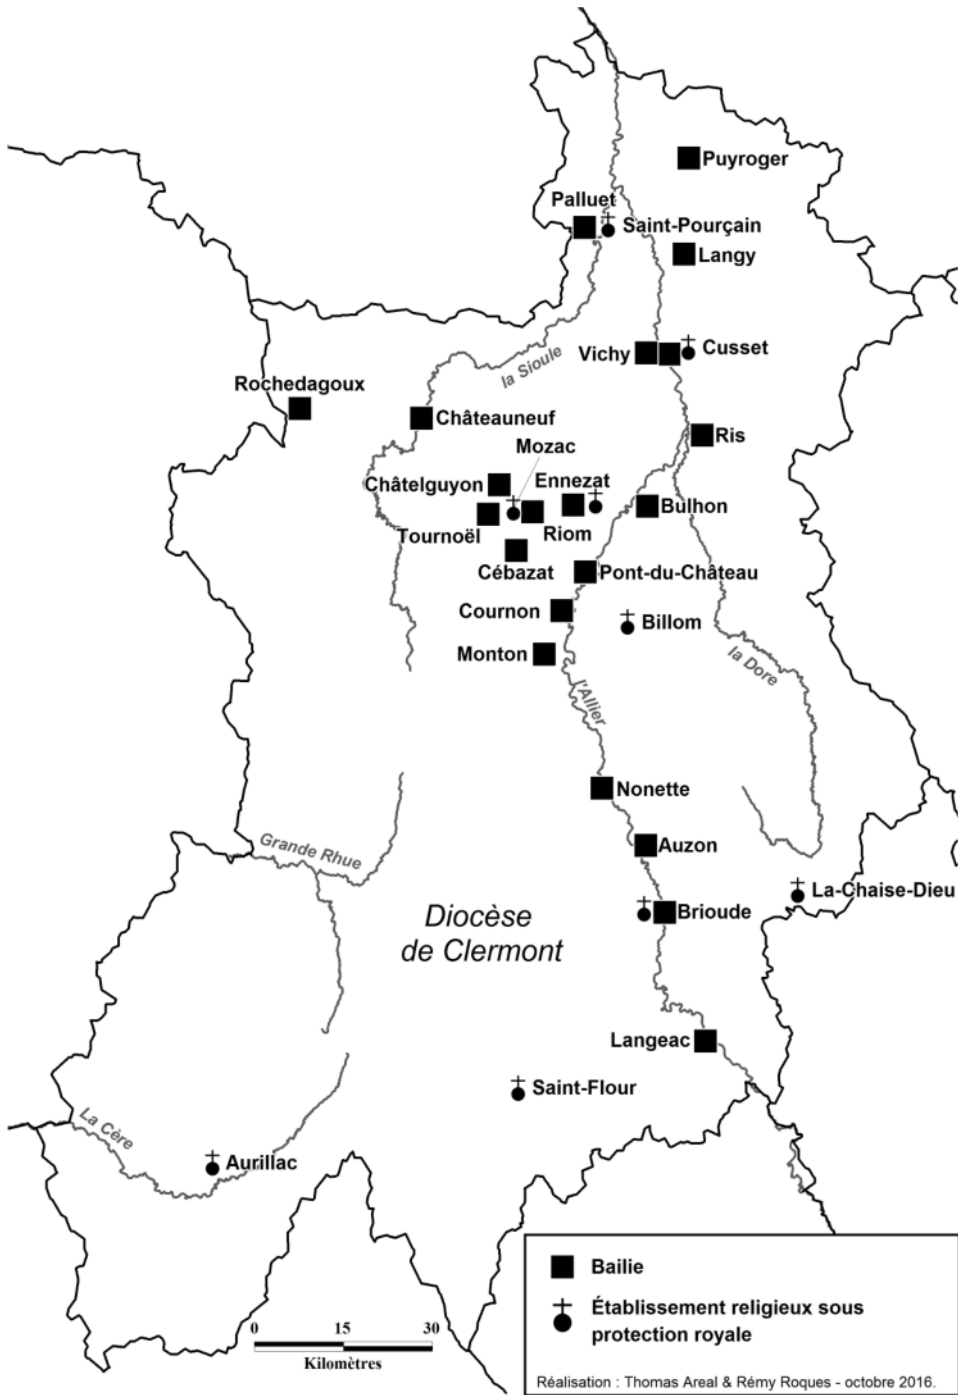 Puyroger
Palluet
Saint-Pourçain
Langy
Vichy
Cusset
la Sioule
Rochedagoux
Châteauneuf
Ris
Mozac
Châtelguyon
Ennezat
Bulhon
Tournoël
Riom
Cébazat
Pont-du-Château
Cournon
Billom
Monton
la Dore
l'Allier
Nonette
Auzon
Grande Rhue
La-Chaise-Dieu
Brioude
Diocèse
de Clermont
Langeac
Saint-Flour
La Cère
Aurillac
Bailie
Établissement religieux sous
protection royale
0 15 30
Kilomètres
Réalisation : Thomas Areal & Rémy Roques - octobre 2016.